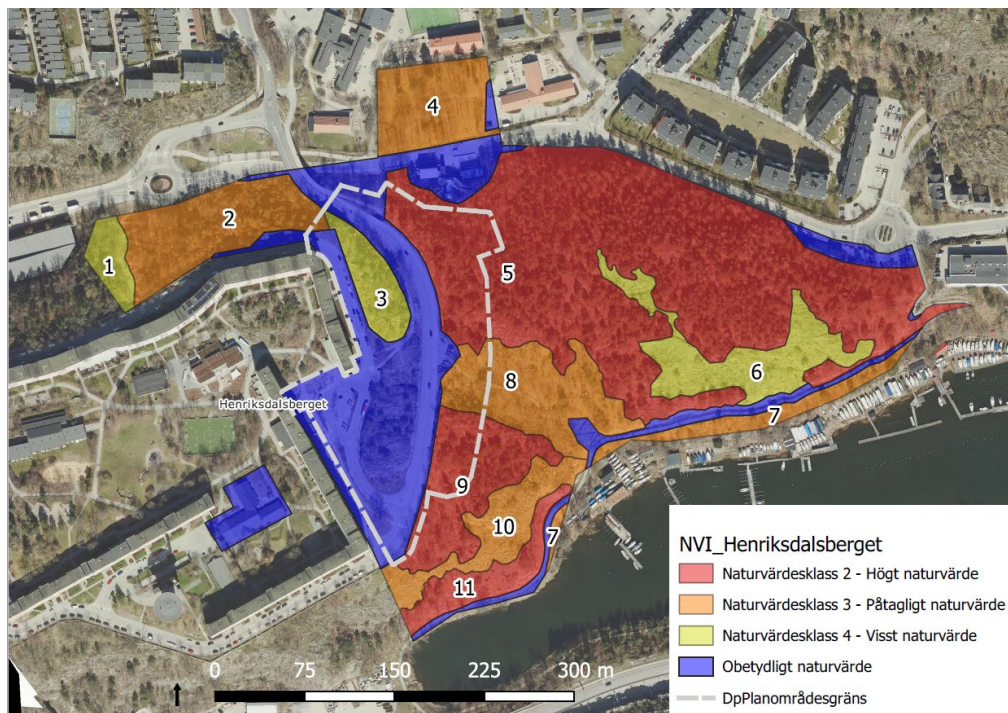 4
2
1
3
5
6
7
8
Henriksdalsberget
9
10
7
11
NVI_Henriksdalsberget
Naturvärdesklass 2 - Högt naturvärde
Naturvärdesklass 3 - Påtagligt naturvärde
Naturvärdesklass 4 - Visst naturvärde
Obetydligt naturvärde
DpPlanområdesgräns
0 75 150 225 300 m